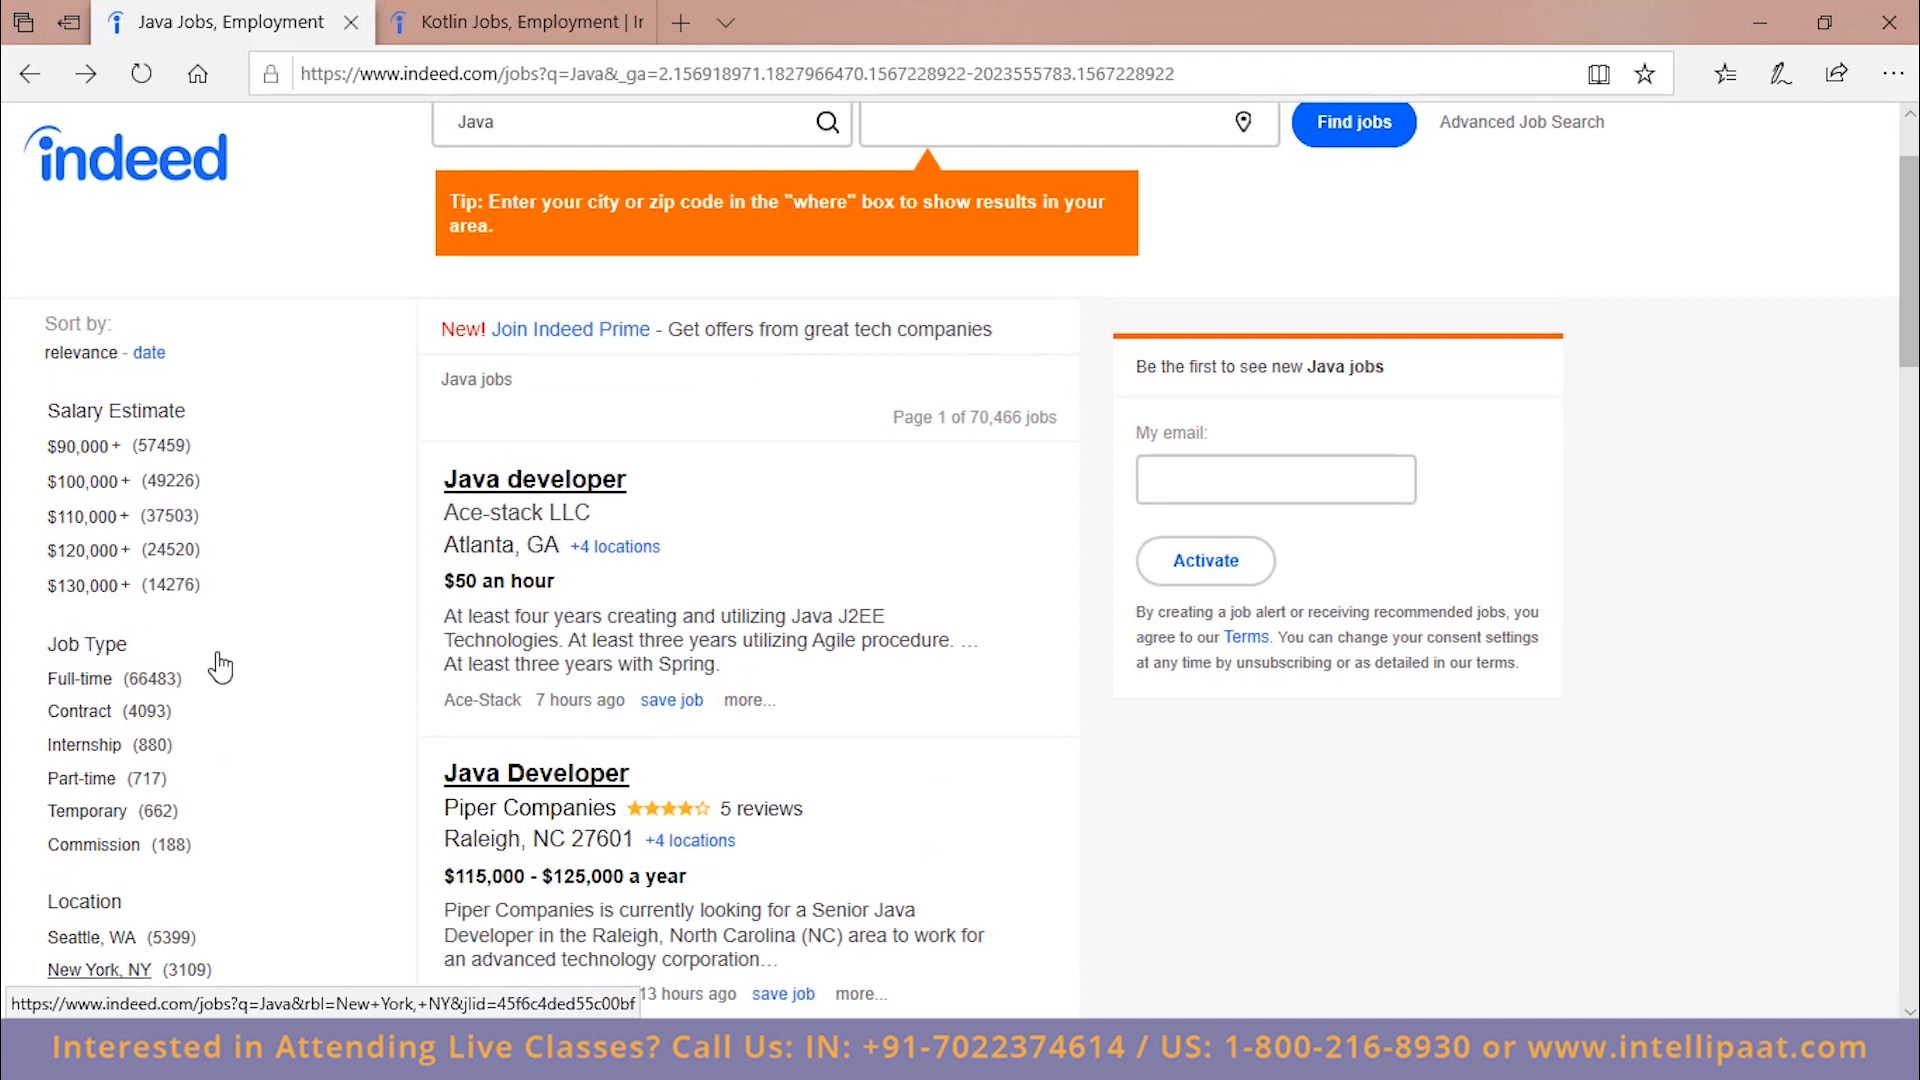 Java Jobs, Employment
Kotlin Jobs, Employment | Ir
https://www.indeed.com/jobs?q=Java&_ga=2.156918971.1827966470.1567228922-2023555783.1567228922
indeed
Java
Find jobs
Advanced Job Search
Tip: Enter your city or zip code in the "where" box to show results in your
area.
Sort by:
relevance - date
Salary Estimate
$90,000+ (57459)
$100,000+ (49226)
$110,000+ (37503)
$120,000+ (24520)
$130,000+ (14276)
Job Type
Full-time (66483)
Contract (4093)
Internship (880)
Part-time (717)
Temporary (662)
Commission (188)
Location
Seattle, WA (5399)
New York, NY (3109)
New! Join Indeed Prime - Get offers from great tech companies
Java jobs
Page 1 of 70,466 jobs
Java developer
Ace-stack LLC
Atlanta, GA +4 locations
$50 an hour
At least four years creating and utilizing Java J2EE
Technologies. At least three years utilizing Agile procedure. …
At least three years with Spring.
Ace-Stack 7 hours ago save job more...
Java Developer
Piper Companies 5 reviews
Raleigh, NC 27601 +4 locations
$115,000 - $125,000 a year
Piper Companies is currently looking for a Senior Java
Developer in the Raleigh, North Carolina (NC) area to work for
an advanced technology corporation…
13 hours ago save job more...
Be the first to see new Java jobs
My email:
Activate
By creating a job alert or receiving recommended jobs, you
agree to our Terms. You can change your consent settings
at any time by unsubscribing or as detailed in our terms.
https://www.indeed.com/jobs?q=Java&rbl=New+York,+NY&jlid=45f6c4ded55c00bf
Interested in Attending Live Classes? Call Us: IN: +91-7022374614 / US: 1-800-216-8930 or www.intellipaat.com